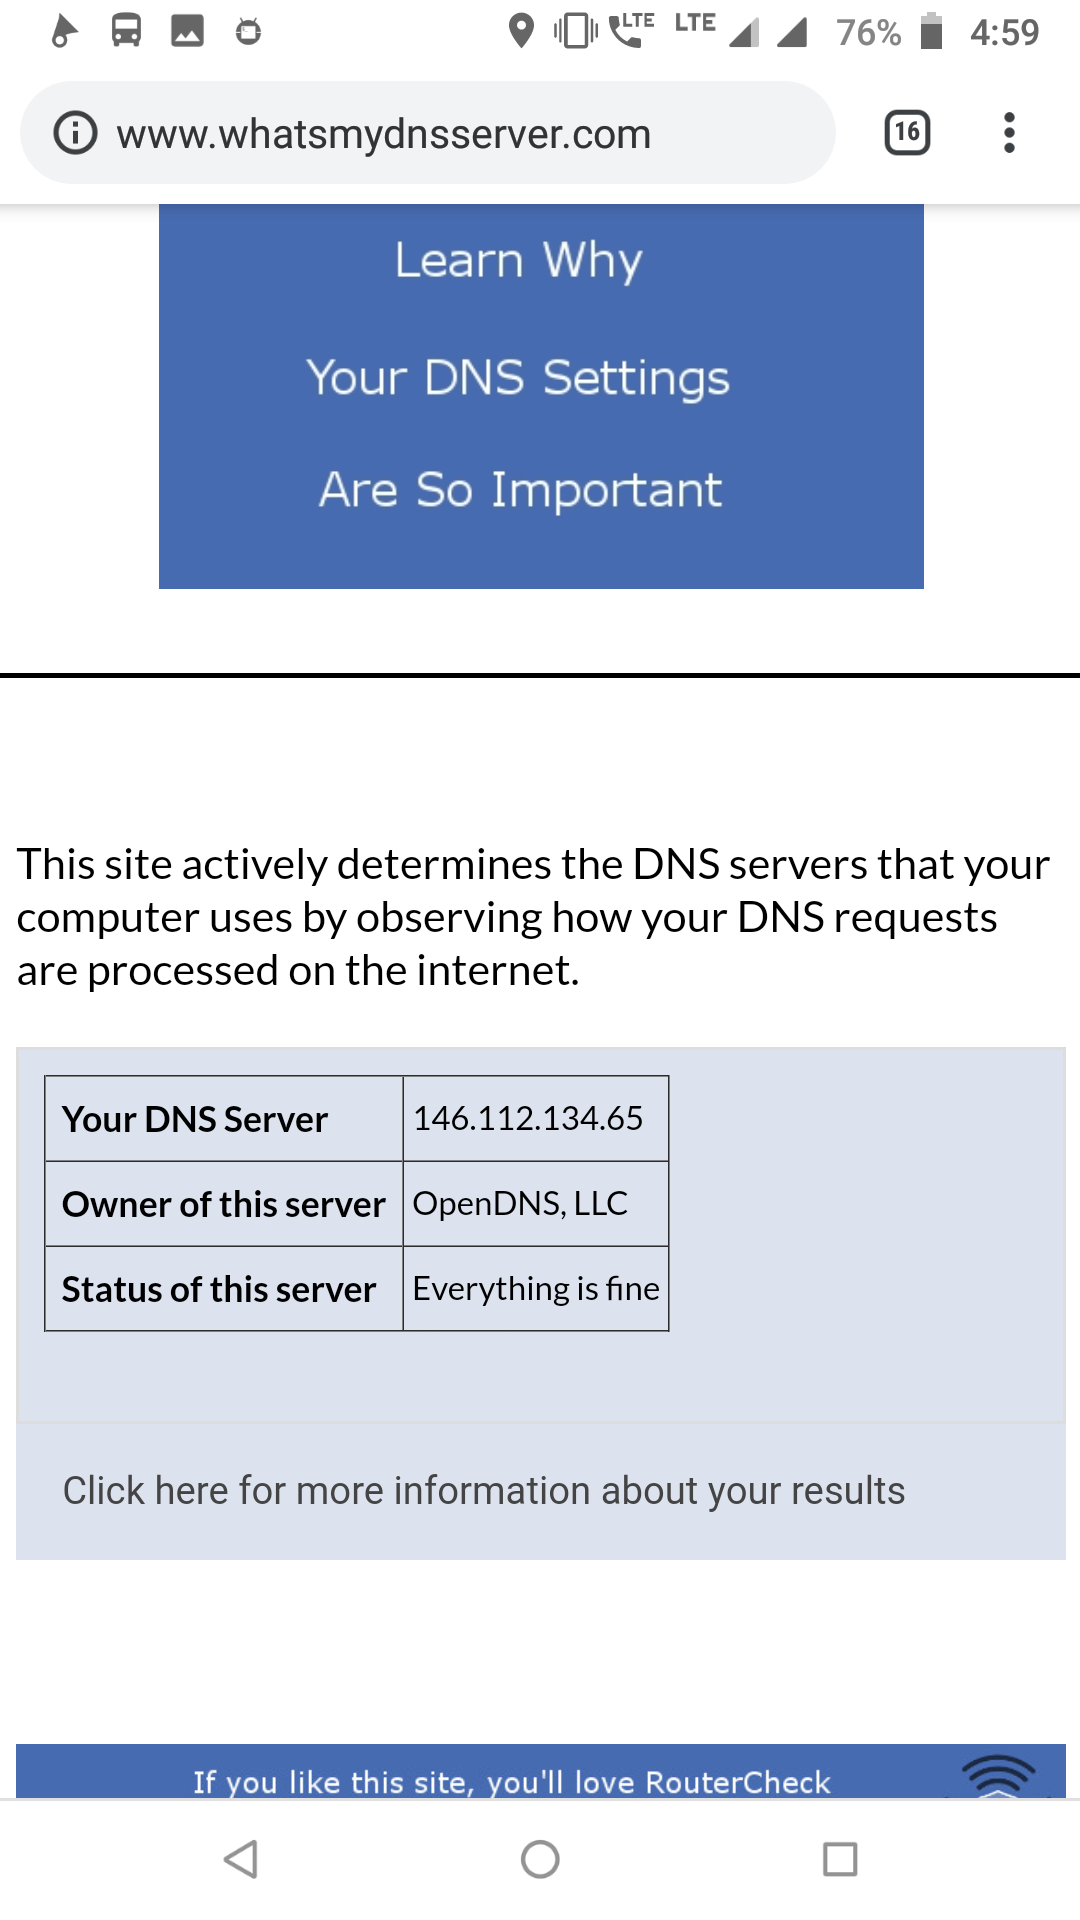 LTE LTE 76% 4:59
www.whatsmydnsserver.com 16
Learn Why
Your DNS Settings
Are So Important
This site actively determines the DNS servers that your
computer uses by observing how your DNS requests
are processed on the internet.
Your DNS Server 146.112.134.65
Owner of this server OpenDNS, LLC
Status of this server Everything is fine
Click here for more information about your results
If you like this site, you'll love RouterCheck